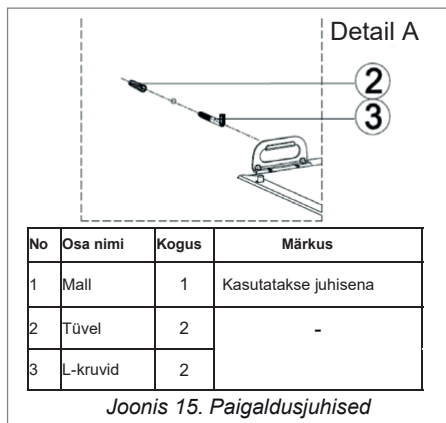 Detail A
2
3
No Osa nimi Kogus Märkus
1 Mall 1 Kasutatakse juhisena
2 Tüvel 2 -
3 L-kruvid 2
Joonis 15. Paigaldusjuhised